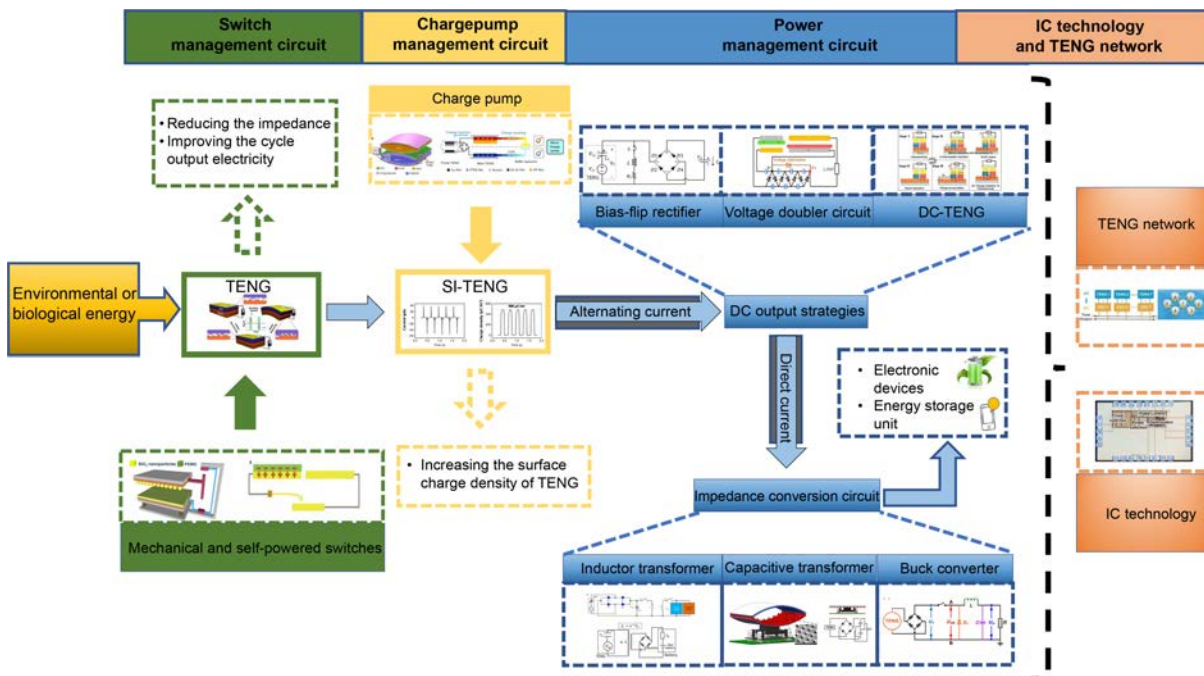 Switch
management circuit
Chargepump
management circuit
Power
management circuit
IC technology
and TENG network
• Reducing the impedance
• Improving the cycle
output electricity
Charge pump
Bias-flip rectifier
Voltage doubler circuit
DC-TENG
TENG network
Environmental or
biological energy
TENG
SI-TENG
Alternating current
DC output strategies
Direct current
• Electronic
devices
• Energy storage
unit
• Increasing the surface
charge density of TENG
Impedance conversion circuit
Mechanical and self-powered switches
IC technology
Inductor transformer
Capacitive transformer
Buck converter